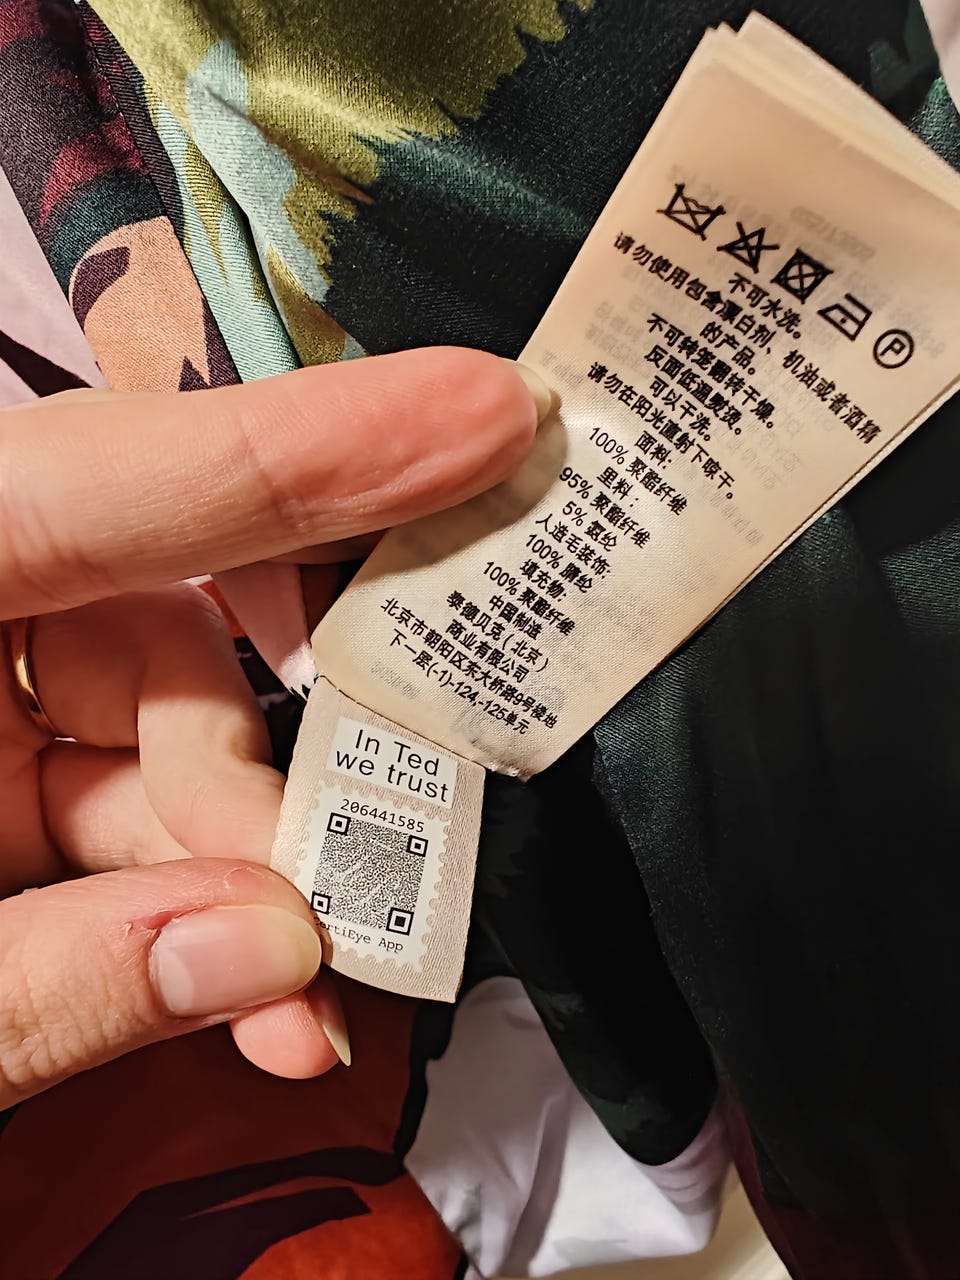 P
不可水洗。
请勿使用包含漂白剂、机油或者酒精
的产品。
不可转笼翻转干燥。
反面低温熨烫。
可以干洗。
请勿在阳光直射下晾干。
面料:
100% 聚酯纤维
里料:
95% 聚酯纤维
5% 氨纶
人造毛装饰:
100% 腈纶
填充物:
100% 聚酯纤维
中国制造
泰德贝克(北京)
商业有限公司
北京市朝阳区东大桥路9号楼地
下一层(-1)-124,-125单元
In Ted
we trust
206441585
CertiEye App